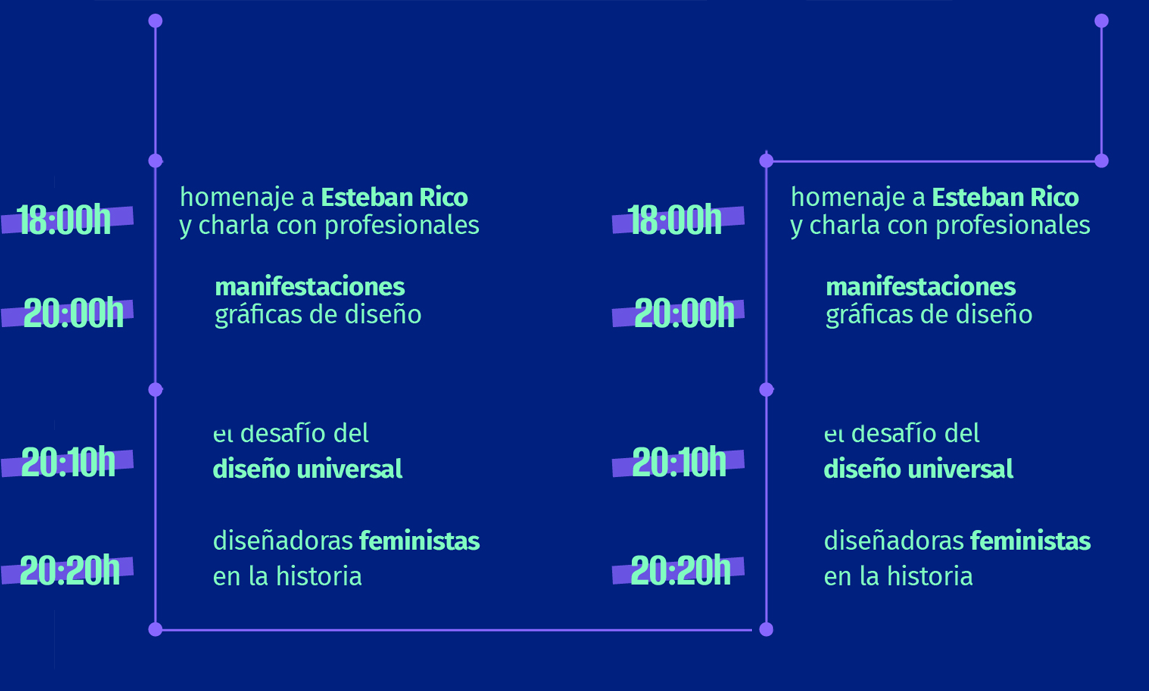 18:00h
homenaje a Esteban Rico
y charla con profesionales
20:00h
manifestaciones
gráficas de diseño
20:10h
el desafío del
diseño universal
20:20h
diseñadoras feministas
en la historia
18:00h
homenaje a Esteban Rico
y charla con profesionales
20:00h
manifestaciones
gráficas de diseño
20:10h
el desafío del
diseño universal
20:20h
diseñadoras feministas
en la historia